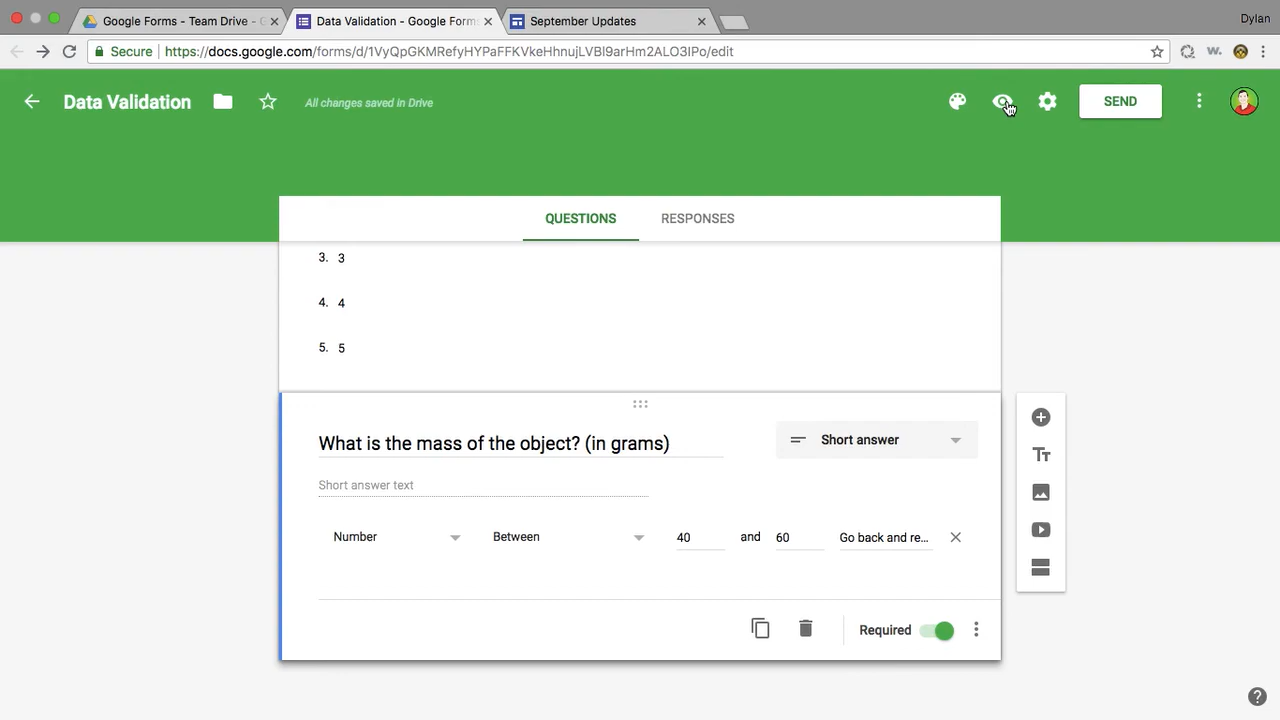 Google Forms - Team Drive - G
Data Validation - Google Forms
September Updates
Dylan
Secure
https://docs.google.com/forms/d/1VyQpGKMRefyHYPaFFKVkeHhnujLVBl9arHm2ALO3IPo/edit
Data Validation
All changes saved in Drive
SEND
QUESTIONS
RESPONSES
3. 3
4. 4
5. 5
What is the mass of the object? (in grams)
Short answer
Short answer text
Number
Between
40
and
60
Go back and re...
Required